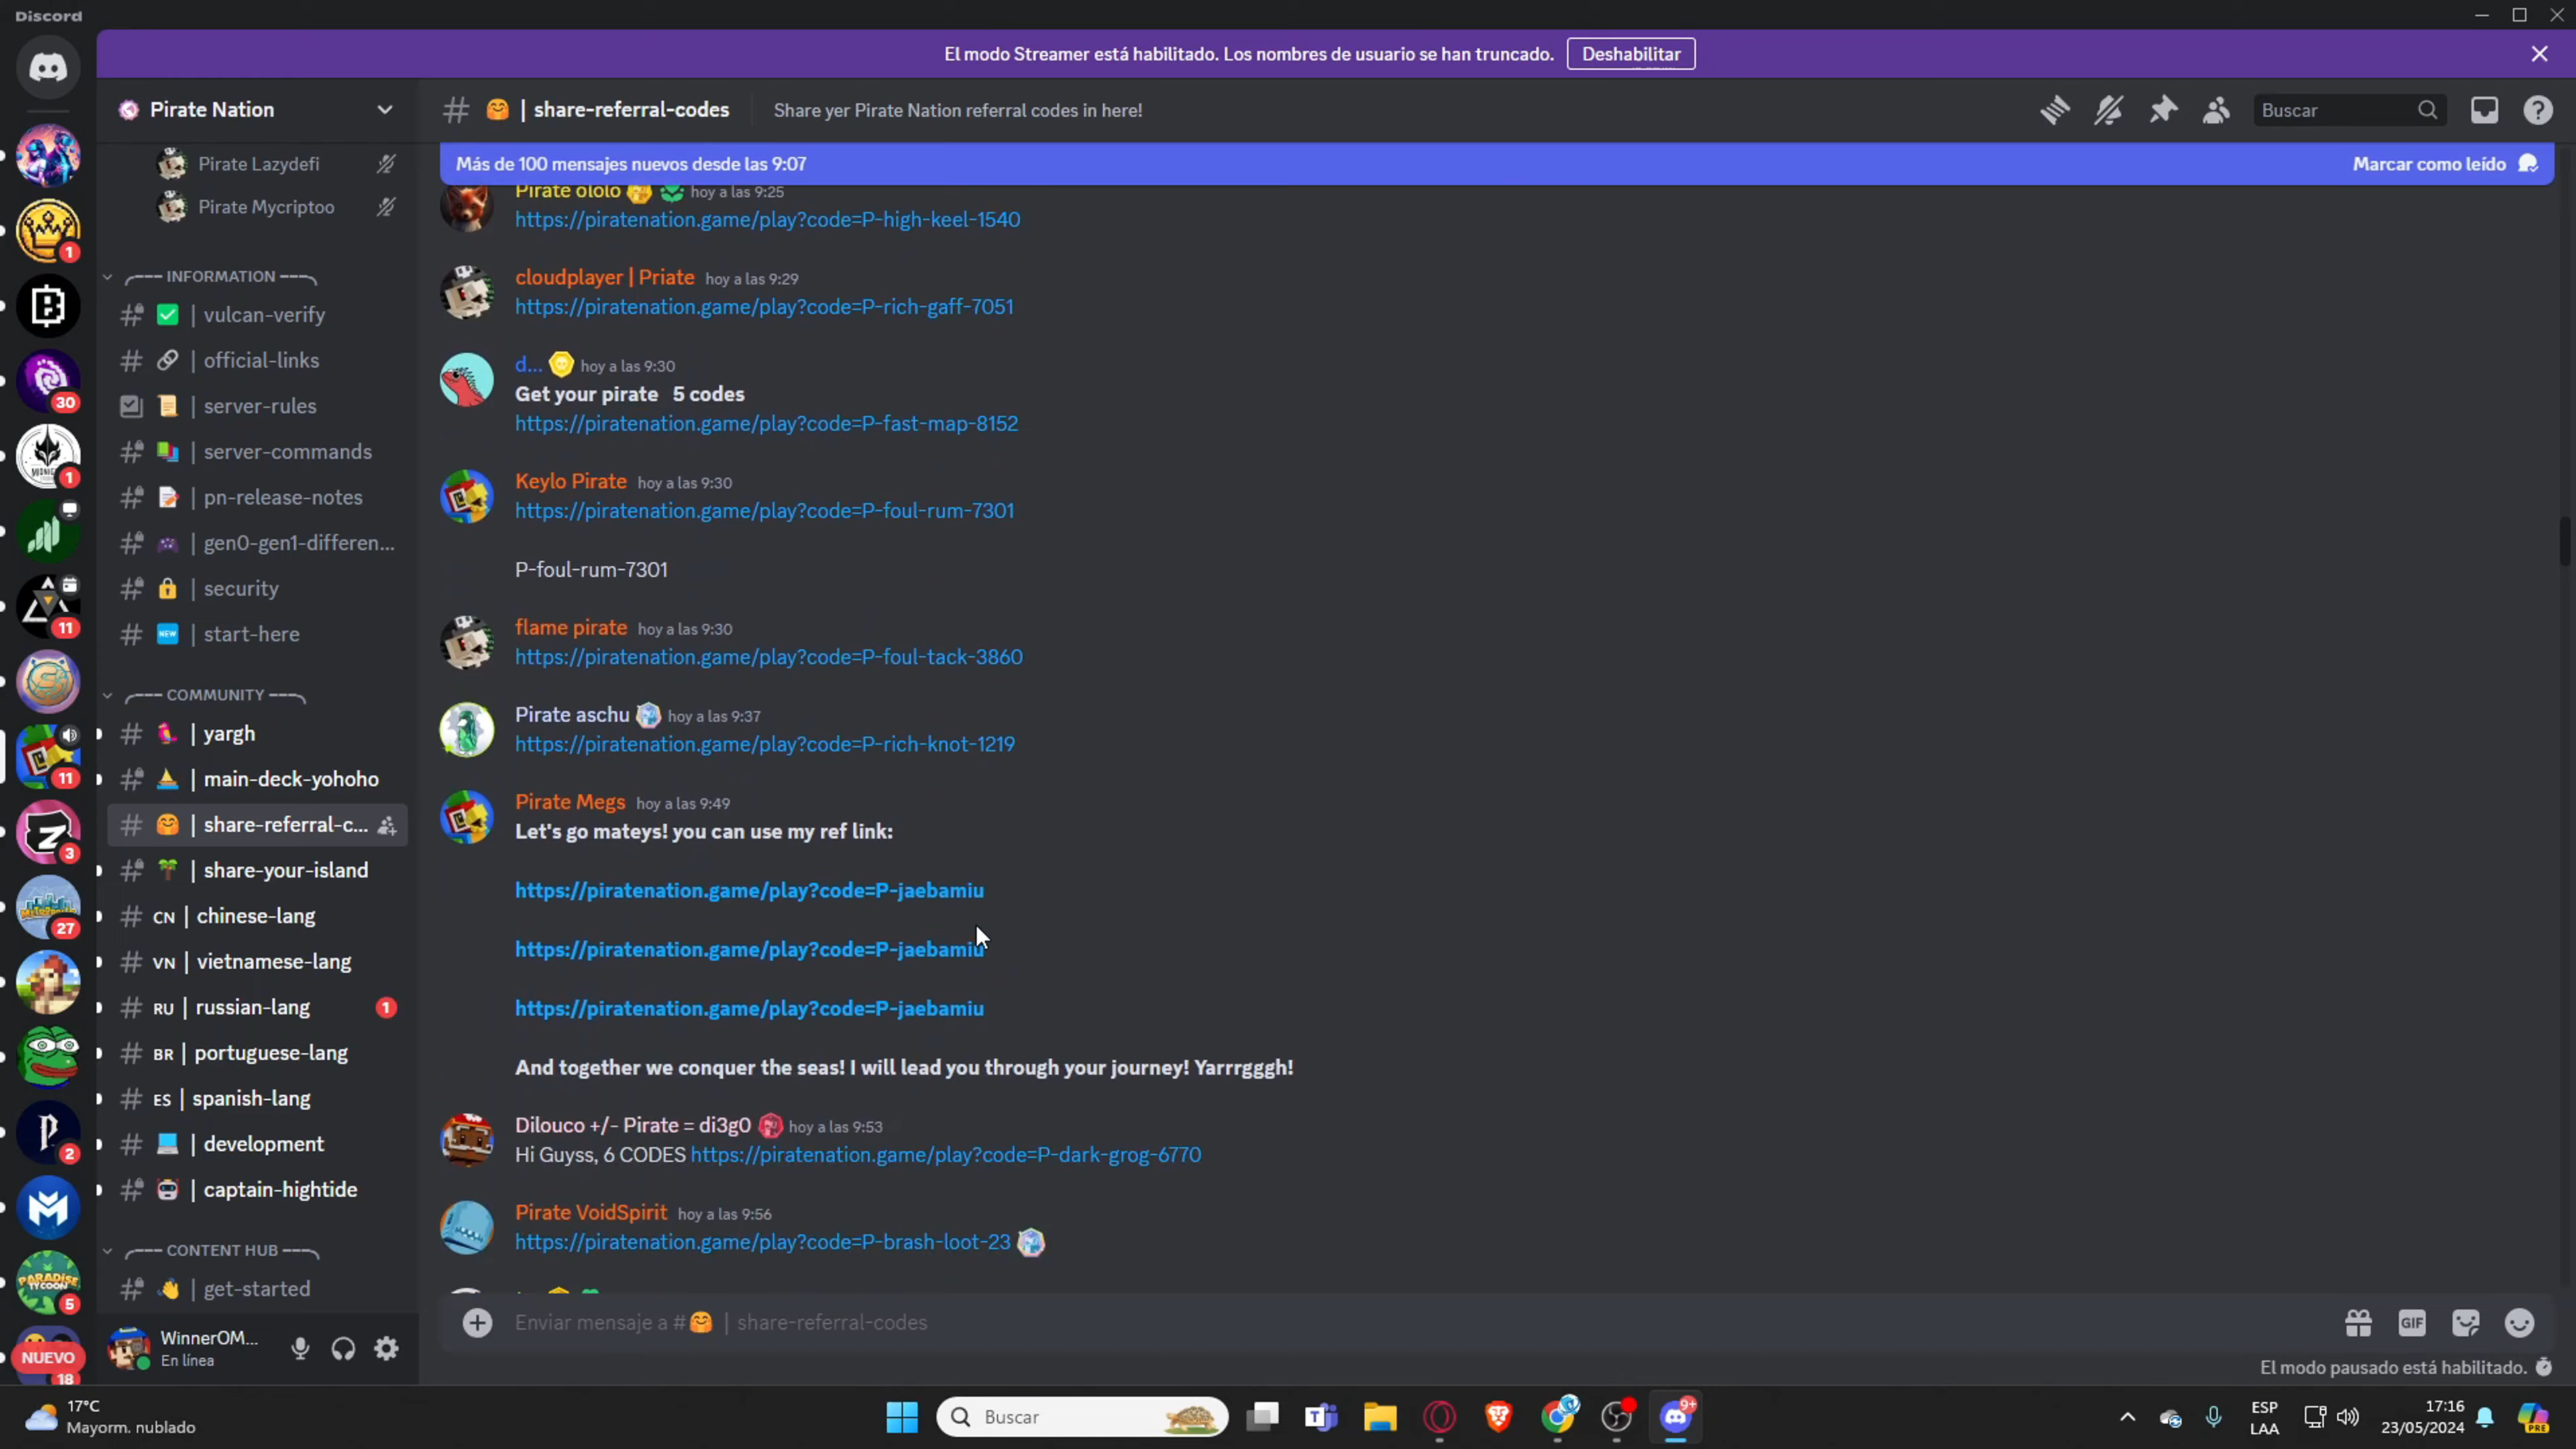 Discord
El modo Streamer está habilitado. Los nombres de usuario se han truncado. Deshabilitar
Pirate Nation
| share-referral-codes Share yer Pirate Nation referral codes in here!
Buscar
Más de 100 mensajes nuevos desde las 9:07 Marcar como leído
Pirate Lazydefi
Pirate Mycriptoo
INFORMATION
| vulcan-verify
| official-links
| server-rules
| server-commands
| pn-release-notes
| gen0-gen1-differen...
| security
| start-here
COMMUNITY
| yargh
| main-deck-yohoho
| share-referral-c...
| share-your-island
CN | chinese-lang
VN | vietnamese-lang
RU | russian-lang 1
BR | portuguese-lang
ES | spanish-lang
| development
| captain-hightide
CONTENT HUB
| get-started
WinnerOM...
En línea
1
30
1
11
11
3
27
2
5
NUEVO
18
Pirate ololo hoy a las 9:25
https://piratenation.game/play?code=P-high-keel-1540
cloudplayer | Priate hoy a las 9:29
https://piratenation.game/play?code=P-rich-gaff-7051
d... hoy a las 9:30
Get your pirate 5 codes
https://piratenation.game/play?code=P-fast-map-8152
Keylo Pirate hoy a las 9:30
https://piratenation.game/play?code=P-foul-rum-7301
P-foul-rum-7301
flame pirate hoy a las 9:30
https://piratenation.game/play?code=P-foul-tack-3860
Pirate aschu hoy a las 9:37
https://piratenation.game/play?code=P-rich-knot-1219
Pirate Megs hoy a las 9:49
Let's go mateys! you can use my ref link:
https://piratenation.game/play?code=P-jaebamiu
https://piratenation.game/play?code=P-jaebamiu
https://piratenation.game/play?code=P-jaebamiu
And together we conquer the seas! I will lead you through your journey! Yarrrgggh!
Dilouco +/- Pirate = di3g0 hoy a las 9:53
Hi Guyss, 6 CODES https://piratenation.game/play?code=P-dark-grog-6770
Pirate VoidSpirit hoy a las 9:56
https://piratenation.game/play?code=P-brash-loot-23
Enviar mensaje a # | share-referral-codes
GIF
El modo pausado está habilitado.
17°C
Mayorm. nublado
Buscar
9+
ESP
LAA
17:16
23/05/2024
PRE